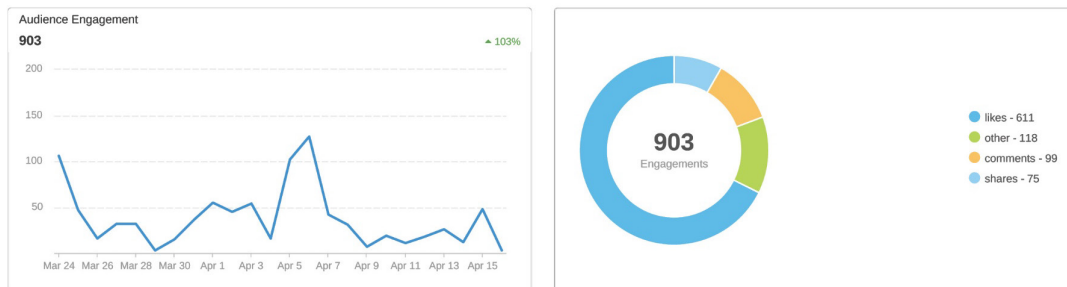 Audience Engagement
903
103%
200
150
100
50
Mar 24 Mar 26 Mar 28 Mar 30 Apr 1 Apr 3 Apr 5 Apr 7 Apr 9 Apr 11 Apr 13 Apr 15
903
Engagements
likes - 611
other - 118
comments - 99
shares - 75